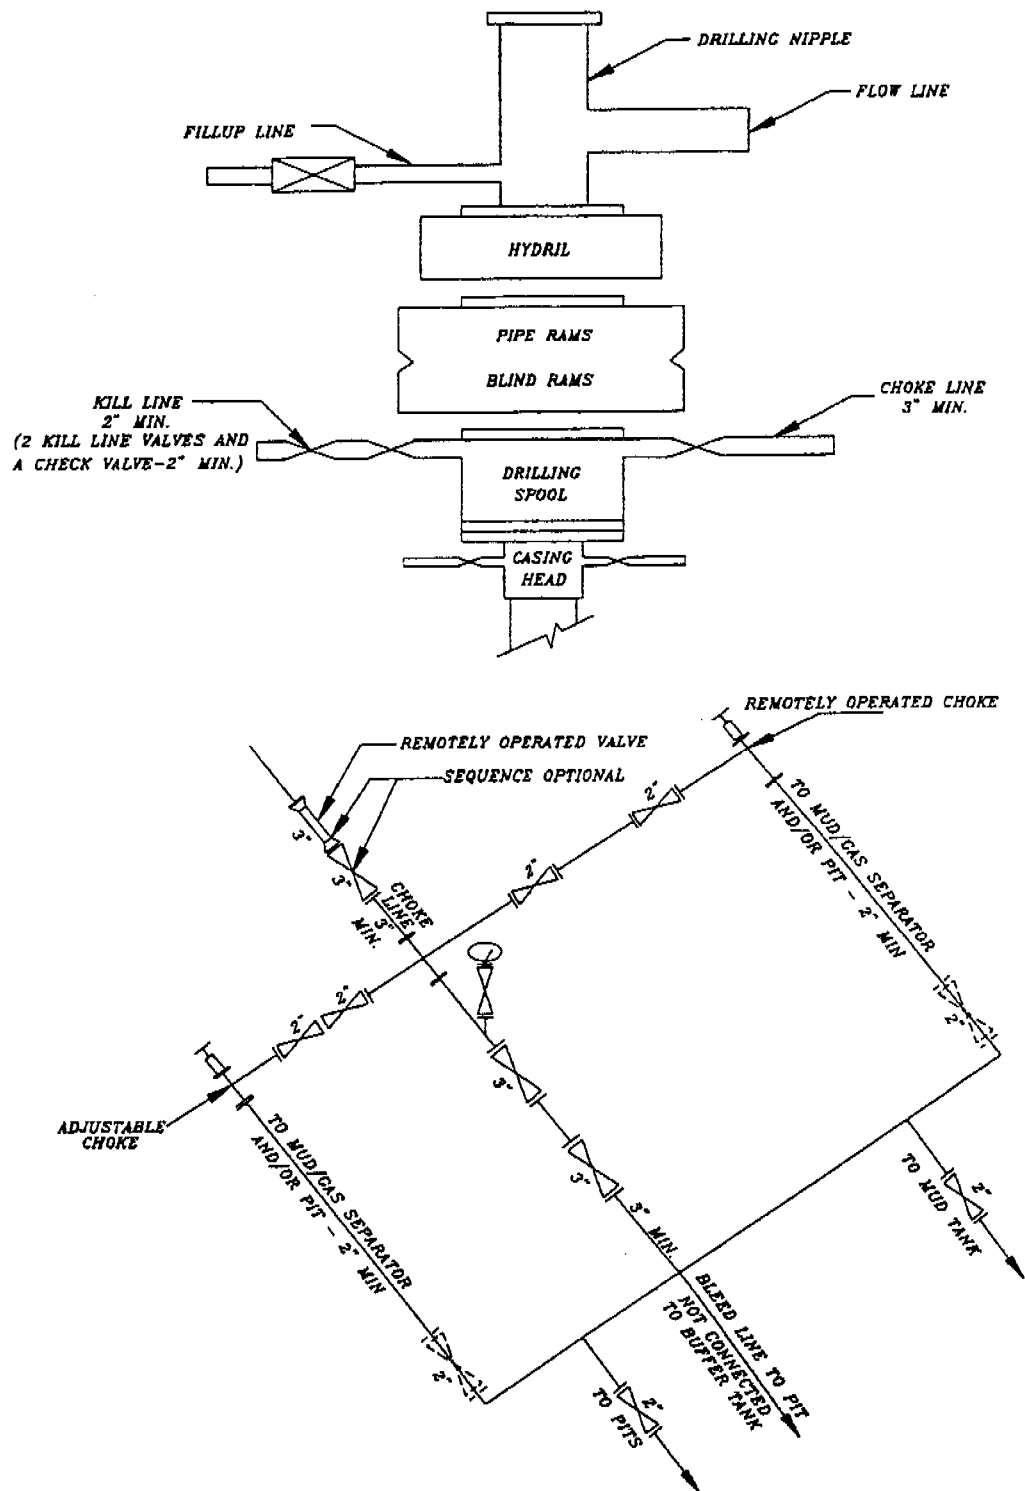 DRILLING NIPPLE
FLOW LINE
FILLUP LINE
HYDRIL
PIPE RAMS
BLIND RAMS
KILL LINE
2" MIN.
(2 KILL LINE VALVES AND
A CHECK VALVE-2" MIN.)
CHOKE LINE
3" MIN.
DRILLING
SPOOL
CASING
HEAD
REMOTELY OPERATED CHOKE
REMOTELY OPERATED VALVE
SEQUENCE OPTIONAL
3"
3"
CHOKE
LINE
3"
MIN.
2"
2"
2"
2"
TO MUD/GAS SEPARATOR
AND/OR PIT - 2" MIN
2"
3"
3"
3" MIN.
ADJUSTABLE
CHOKE
TO MUD/GAS SEPARATOR
AND/OR PIT - 2" MIN
2"
2"
TO MUD TANK
BLEED LINE TO PIT
NOT CONNECTED
TO BUFFER TANK
2"
TO PITS